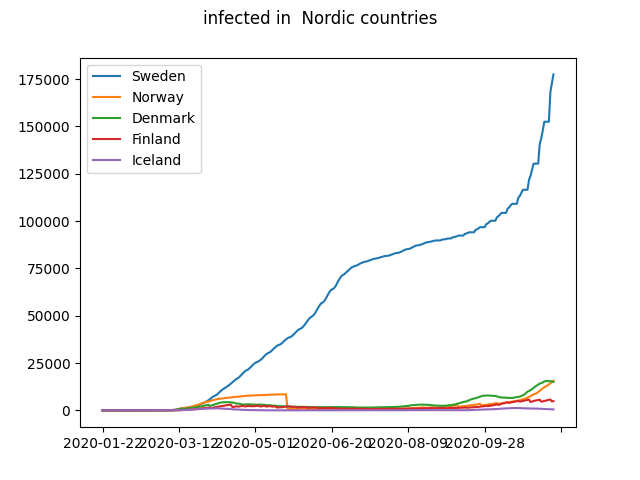 infected in  Nordic countries
175000
150000
125000
100000
75000
50000
25000
0
Sweden
Norway
Denmark
Finland
Iceland
2020-01-22 2020-03-12 2020-05-01 2020-06-20 2020-08-09 2020-09-28